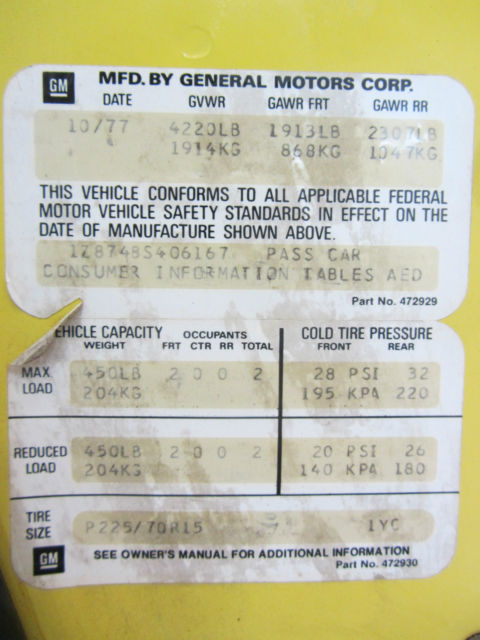 GM MFD. BY GENERAL MOTORS CORP.
DATE GVWR GAWR FRT GAWR RR
10/77 4220LB 1913LB 2307LB
1914KG 868KG 1047KG
THIS VEHICLE CONFORMS TO ALL APPLICABLE FEDERAL
MOTOR VEHICLE SAFETY STANDARDS IN EFFECT ON THE
DATE OF MANUFACTURE SHOWN ABOVE.
1Z8748S406167 PASS CAR
CONSUMER INFORMATION TABLES AED
Part No. 472929
EHICLE CAPACITY OCCUPANTS COLD TIRE PRESSURE
WEIGHT FRT CTR RR TOTAL FRONT REAR
MAX. LOAD 450LB 2 0 0 2 28 PSI 32
204KG 195 KPA 220
REDUCED LOAD 450LB 2 0 0 2 20 PSI 26
204KG 140 KPA 180
TIRE SIZE P225/70R15 1YC
GM SEE OWNER'S MANUAL FOR ADDITIONAL INFORMATION
Part No. 472930